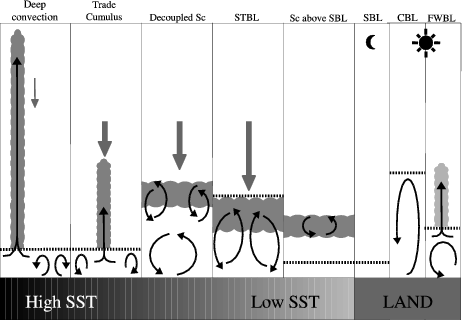 Deep convection
Trade Cumulus
Decoupled Sc
STBL
Sc above SBL
SBL
CBL
FWBL
High SST
Low SST
LAND